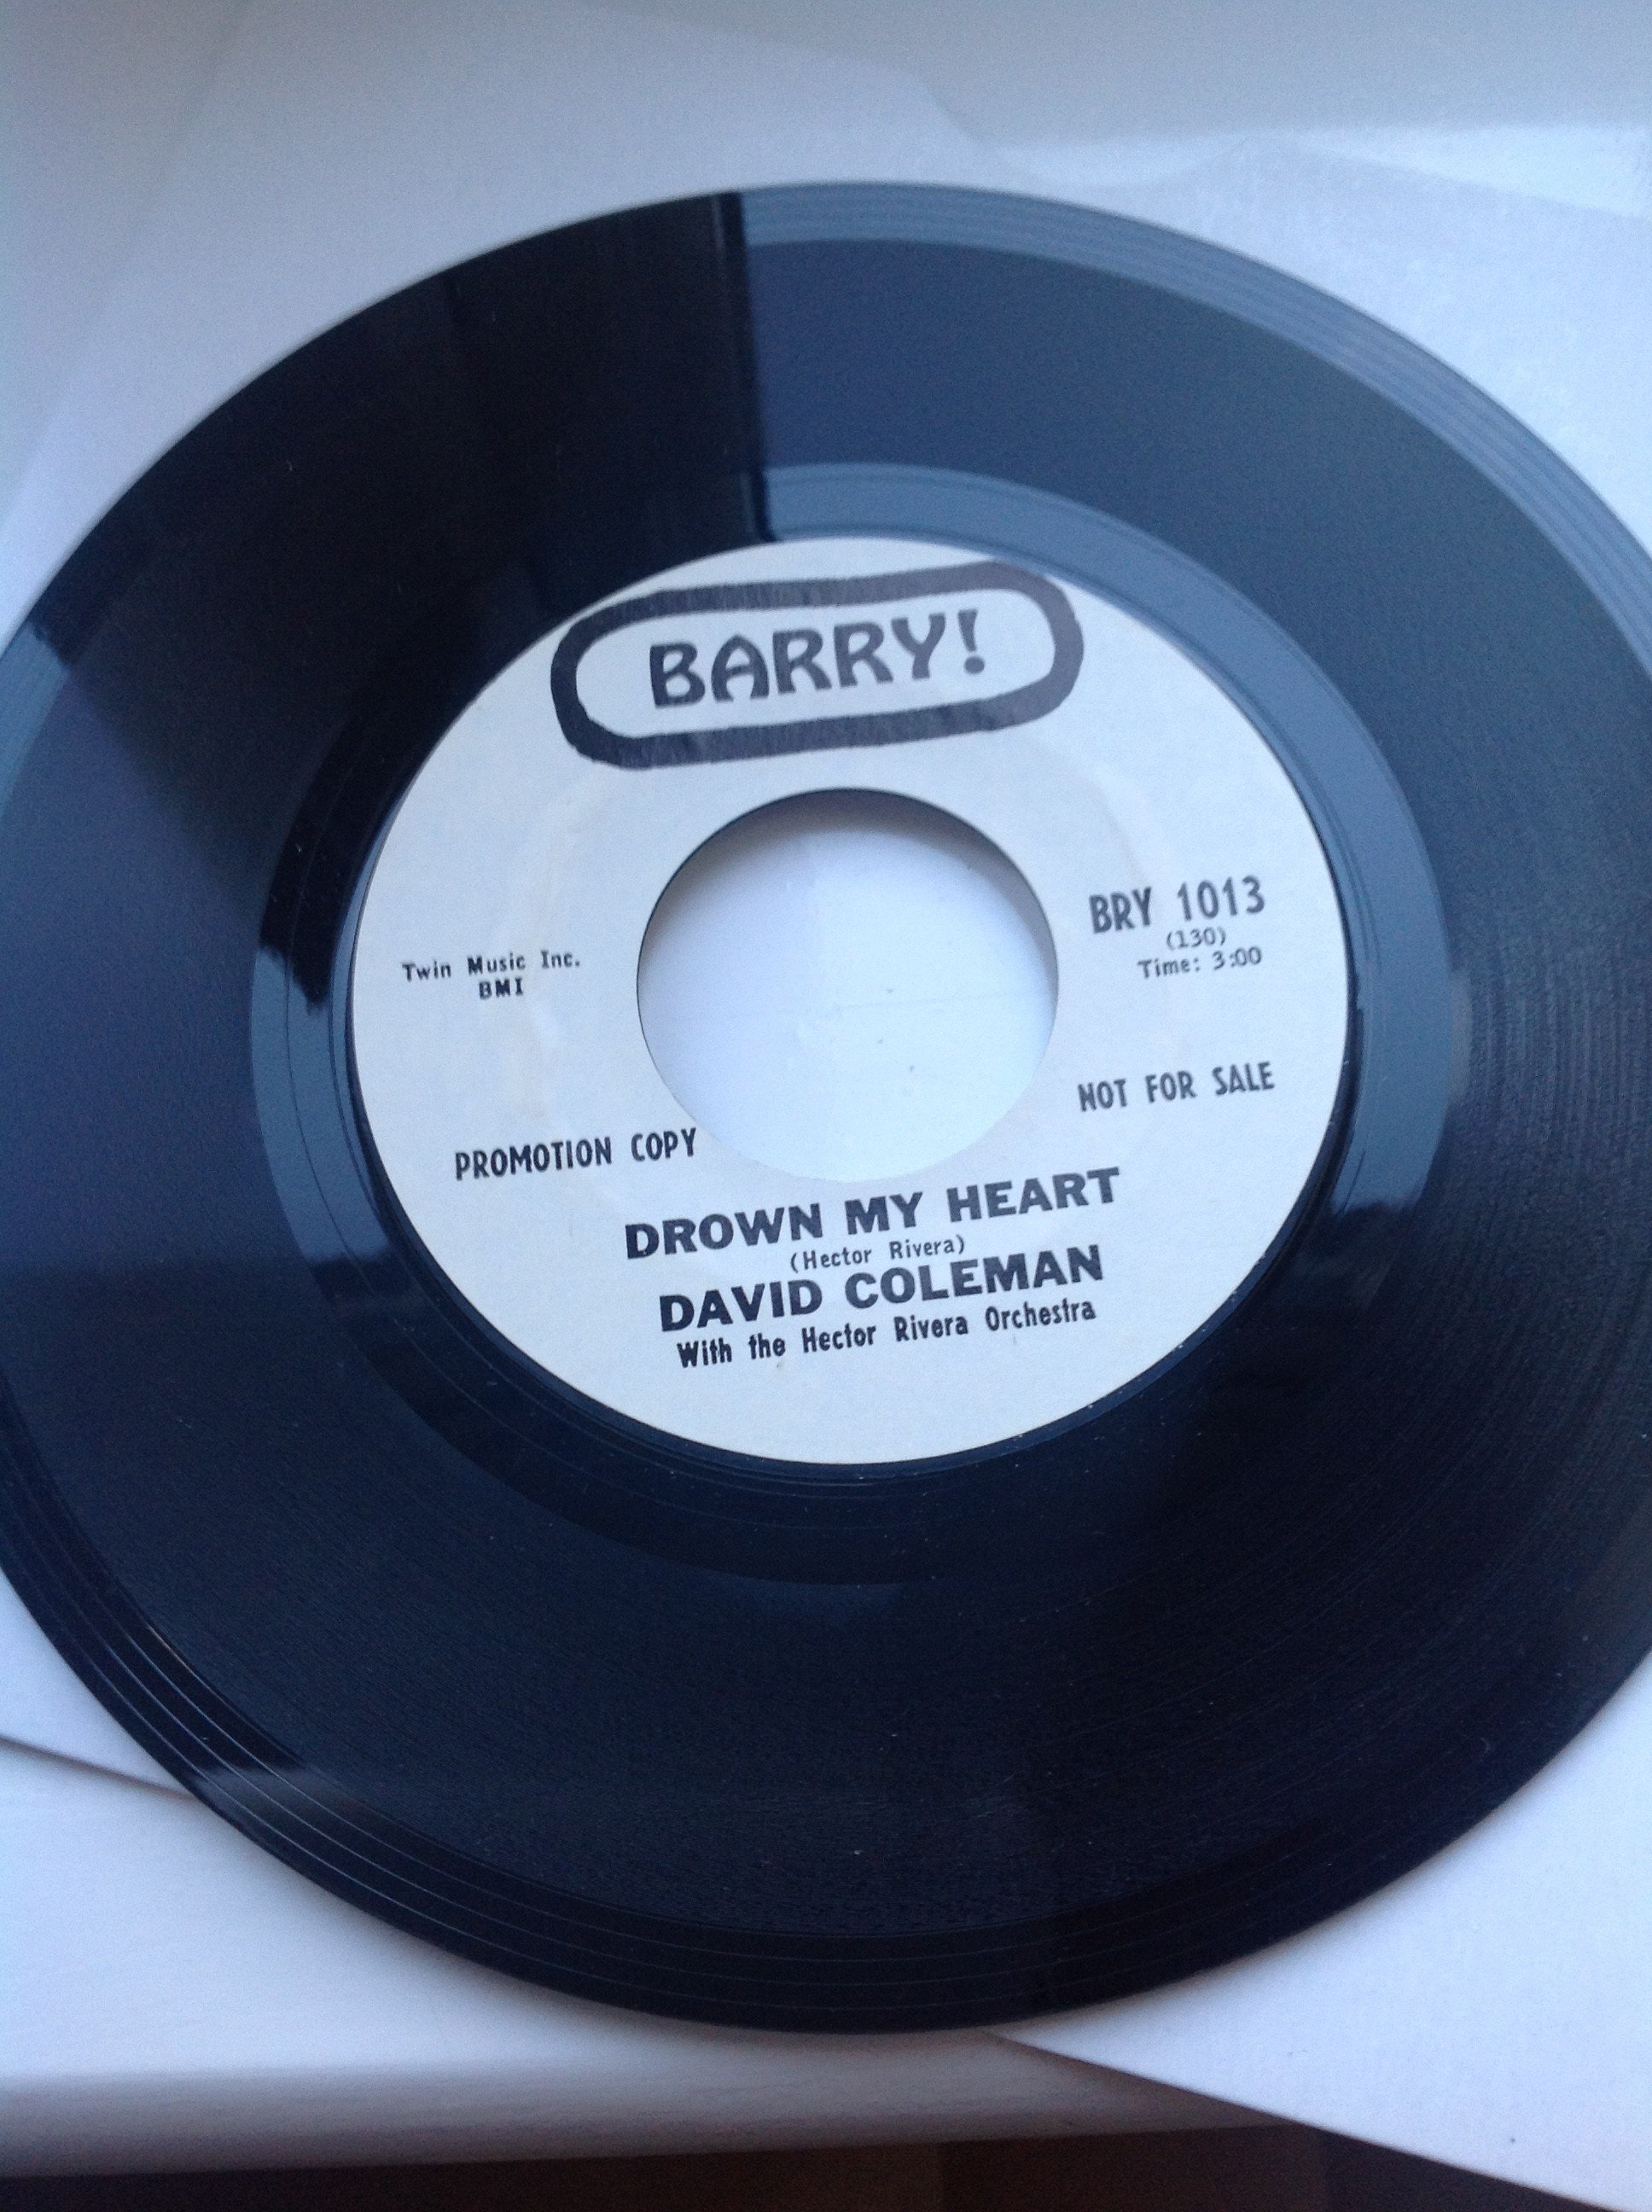 BARRY!
BRY 1013
(130)
Time: 3:00
Twin Music Inc.
BMI
NOT FOR SALE
PROMOTION COPY
DROWN MY HEART
(Hector Rivera)
DAVID COLEMAN
With the Hector Rivera Orchestra